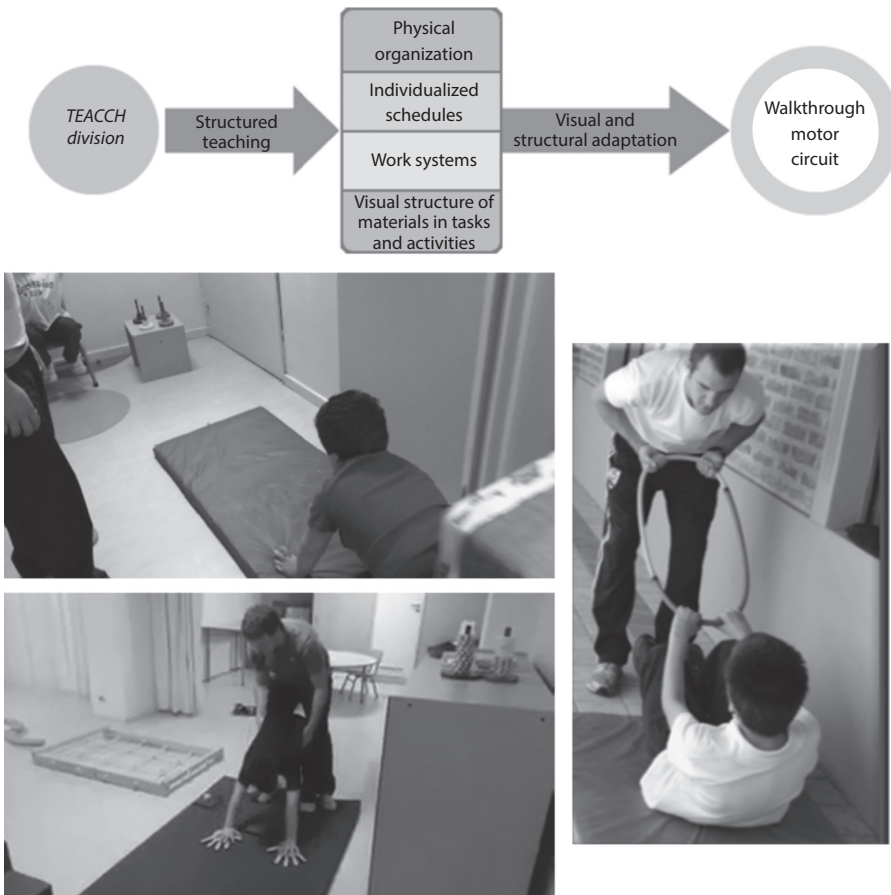 TEACCH
division
Structured
teaching
Physical
organization
Individualized
schedules
Work systems
Visual structure of
materials in tasks
and activities
Visual and
structural adaptation
Walkthrough
motor
circuit